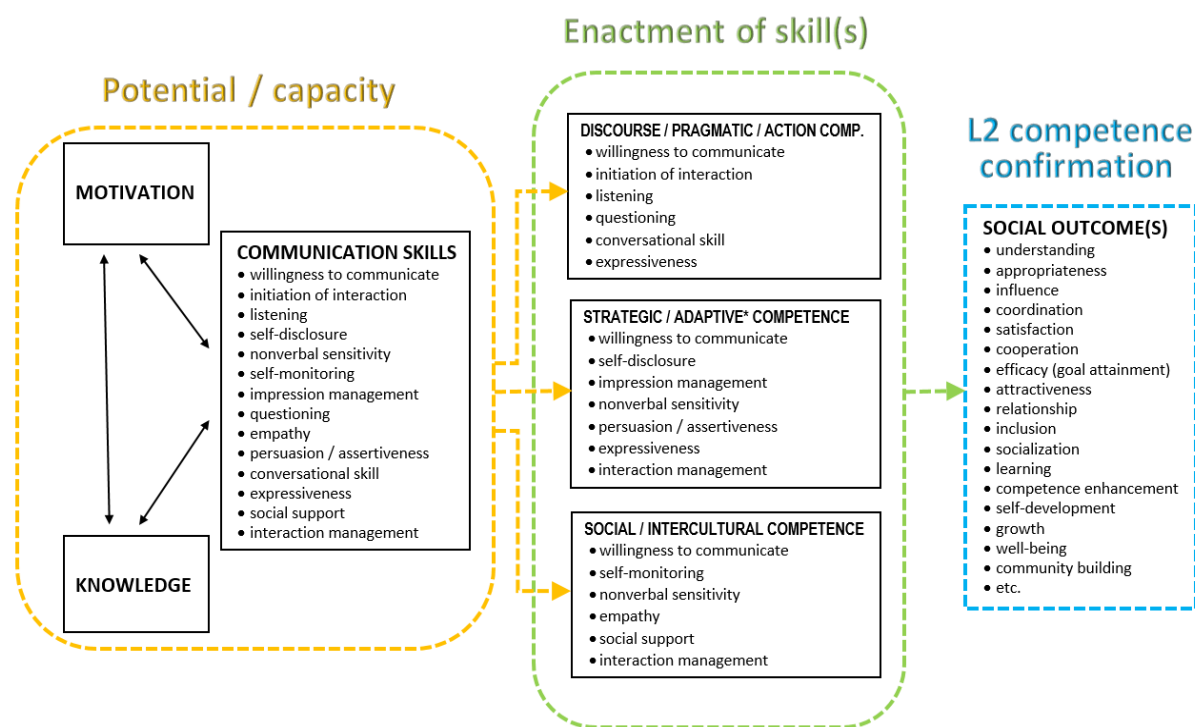 Potential / capacity
MOTIVATION
KNOWLEDGE
COMMUNICATION SKILLS
• willingness to communicate
• initiation of interaction
• listening
• self-disclosure
• nonverbal sensitivity
• self-monitoring
• impression management
• questioning
• empathy
• persuasion / assertiveness
• conversational skill
• expressiveness
• social support
• interaction management
Enactment of skill(s)
DISCOURSE / PRAGMATIC / ACTION COMP.
• willingness to communicate
• initiation of interaction
• listening
• questioning
• conversational skill
• expressiveness
STRATEGIC / ADAPTIVE* COMPETENCE
• willingness to communicate
• self-disclosure
• impression management
• nonverbal sensitivity
• persuasion / assertiveness
• expressiveness
• interaction management
SOCIAL / INTERCULTURAL COMPETENCE
• willingness to communicate
• self-monitoring
• nonverbal sensitivity
• empathy
• social support
• interaction management
L2 competence
confirmation
SOCIAL OUTCOME(S)
• understanding
• appropriateness
• influence
• coordination
• satisfaction
• cooperation
• efficacy (goal attainment)
• attractiveness
• relationship
• inclusion
• socialization
• learning
• competence enhancement
• self-development
• growth
• well-being
• community building
• etc.